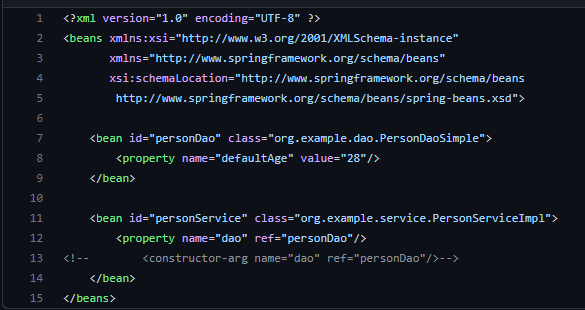 1 <?xml version="1.0" encoding="UTF-8" ?>
2 <beans xmlns:xsi="http://www.w3.org/2001/XMLSchema-instance"
3 xmlns="http://www.springframework.org/schema/beans"
4 xsi:schemaLocation="http://www.springframework.org/schema/beans
5 http://www.springframework.org/schema/beans/spring-beans.xsd">
6
7 <bean id="personDao" class="org.example.dao.PersonDaoSimple">
8 <property name="defaultAge" value="28"/>
9 </bean>
10
11 <bean id="personService" class="org.example.service.PersonServiceImpl">
12 <property name="dao" ref="personDao"/>
13 <!-- <constructor-arg name="dao" ref="personDao"/>-->
14 </bean>
15 </beans>